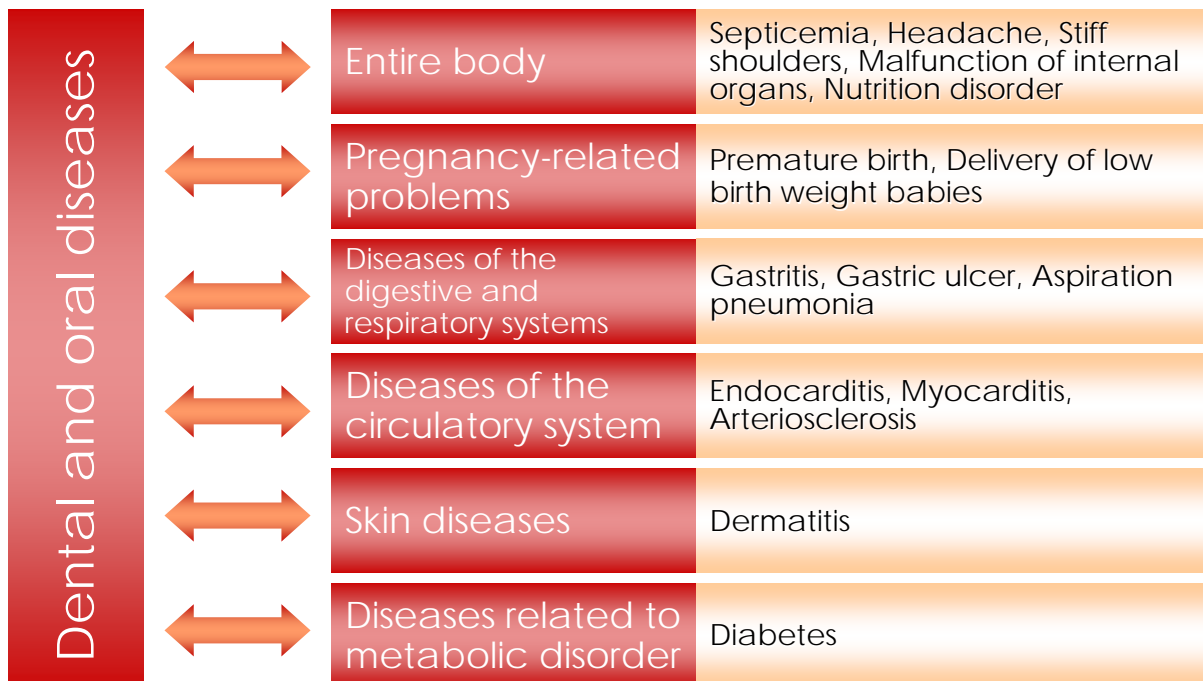 Dental and oral diseases
Entire body
Septicemia, Headache, Stiff
shoulders, Malfunction of internal
organs, Nutrition disorder
Pregnancy-related
problems
Premature birth, Delivery of low
birth weight babies
Diseases of the
digestive and
respiratory systems
Gastritis, Gastric ulcer, Aspiration
pneumonia
Diseases of the
circulatory system
Endocarditis, Myocarditis,
Arteriosclerosis
Skin diseases
Dermatitis
Diseases related to
metabolic disorder
Diabetes